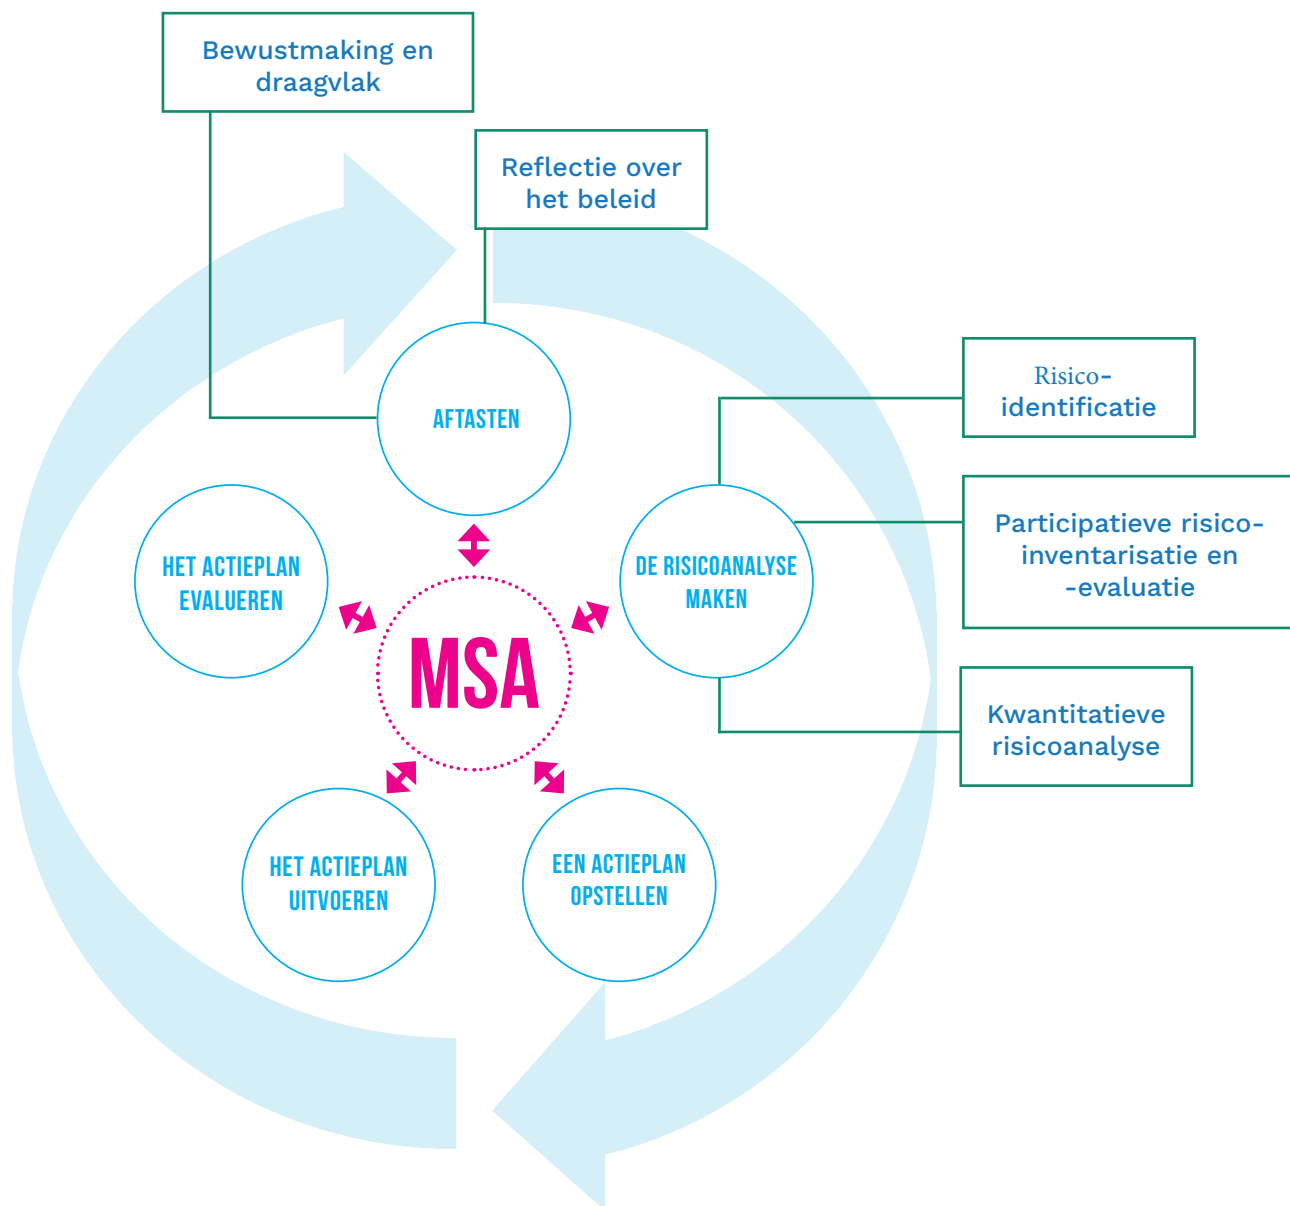 Bewustmaking en
draagvlak
Reflectie over
het beleid
AFTASTEN
Risico-
identificatie
Participatieve risico-
inventarisatie en
-evaluatie
Kwantitatieve
risicoanalyse
DE RISICOANALYSE
MAKEN
HET ACTIEPLAN
EVALUEREN
MSA
HET ACTIEPLAN
UITVOEREN
EEN ACTIEPLAN
OPSTELLEN